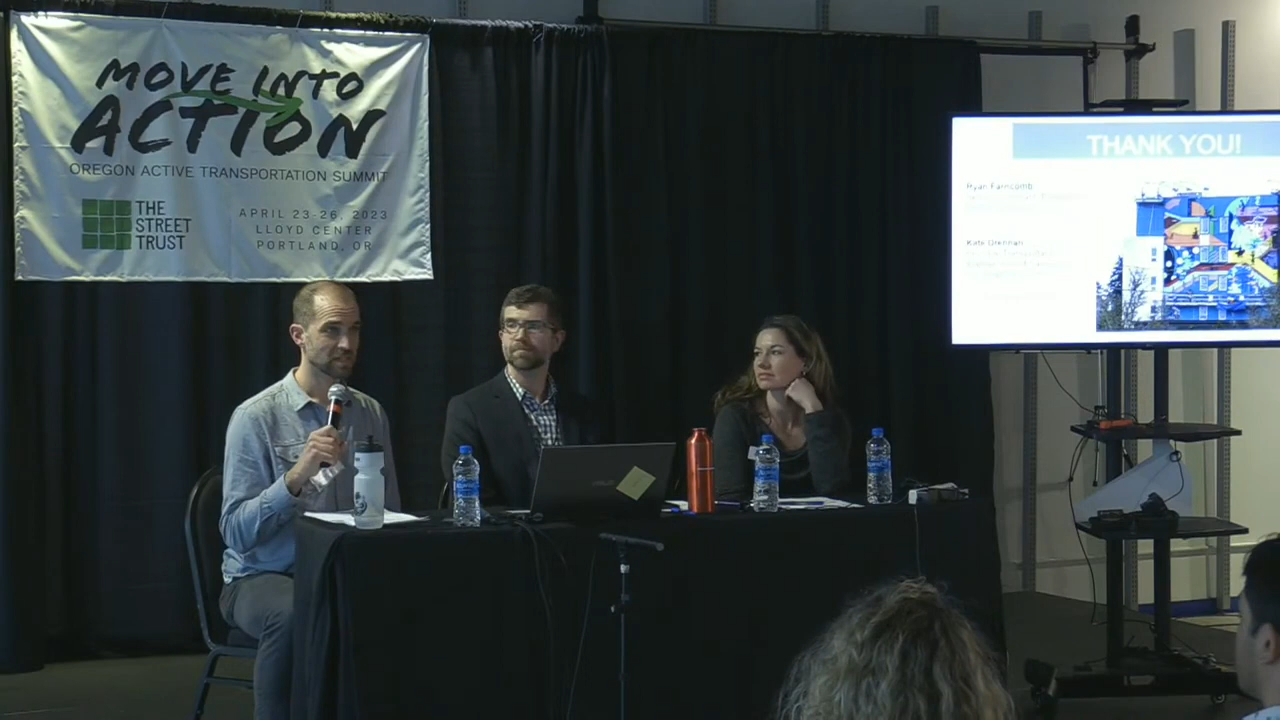 MOVE INTO
ACTION
OREGON ACTIVE TRANSPORTATION SUMMIT
THE
STREET
TRUST
APRIL 23-26, 2023
LLOYD CENTER
PORTLAND, OR
THANK YOU!
Ryan Farncomb
Kate Drennan
ASUS